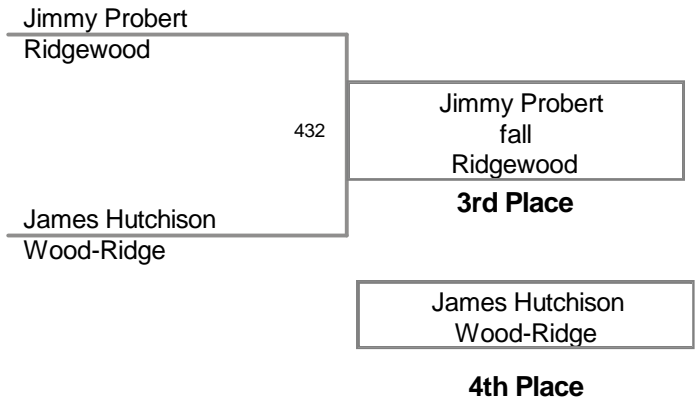 Jimmy Probert
Ridgewood
432
Jimmy Probert
fall
Ridgewood
3rd Place
James Hutchison
Wood-Ridge
James Hutchison
Wood-Ridge
4th Place